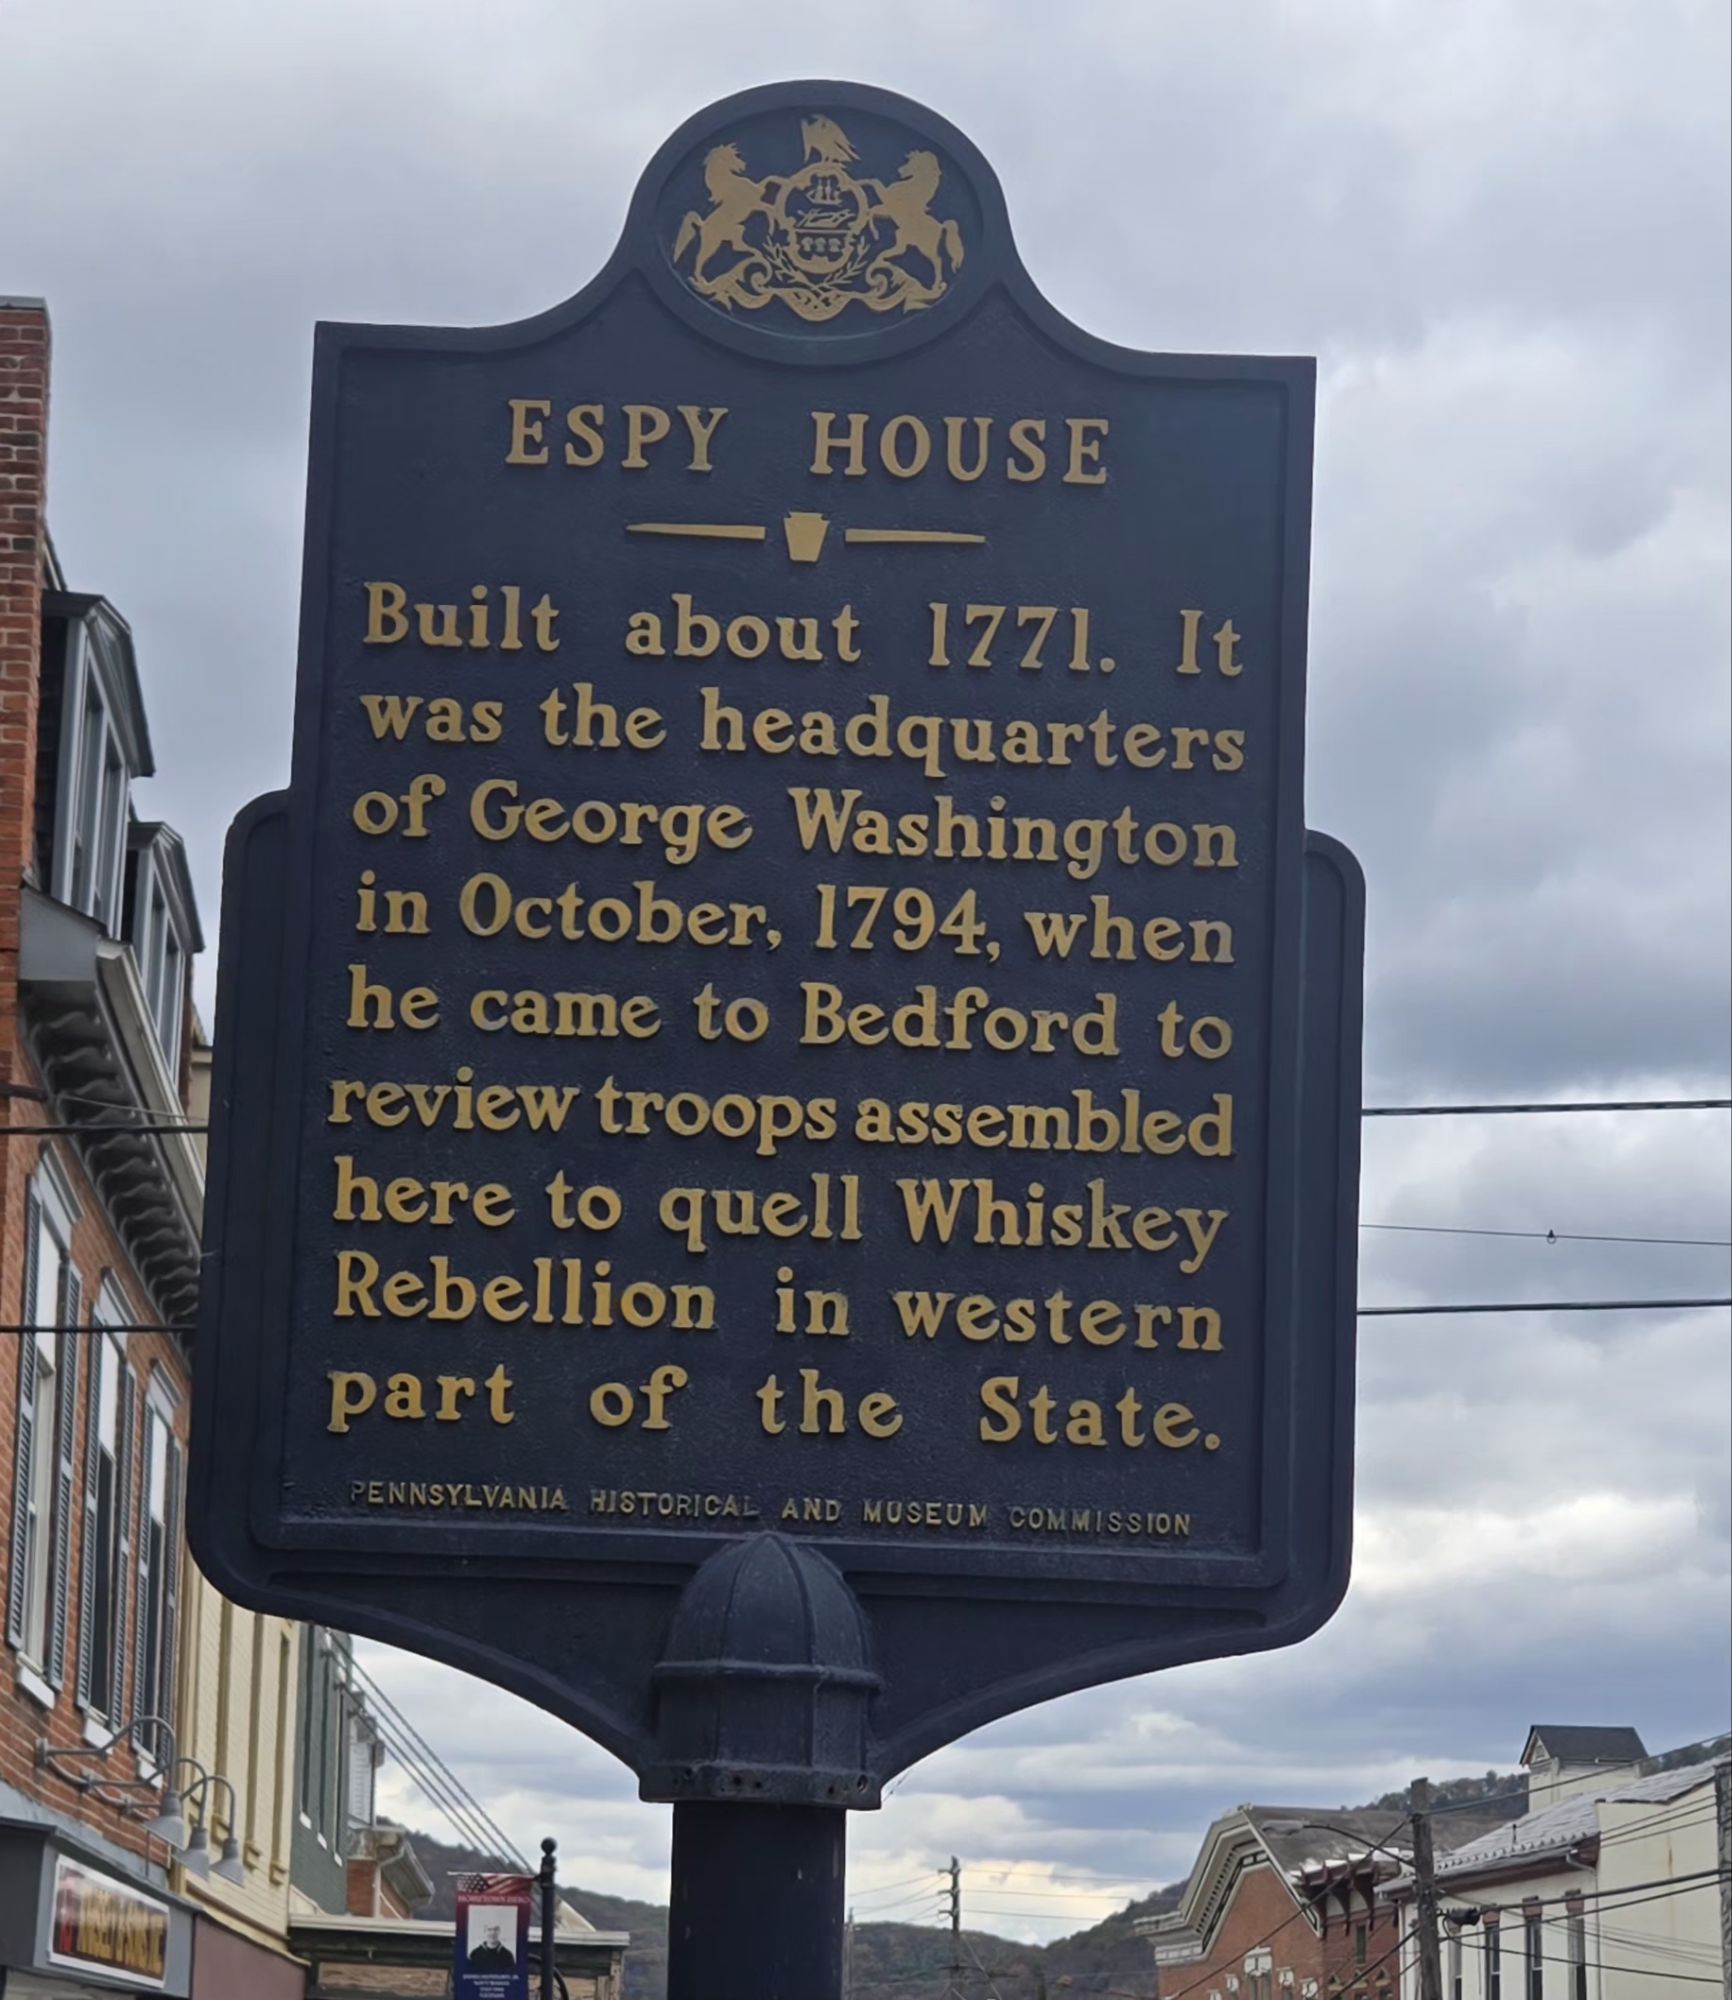 ESPY HOUSE
Built about 1771. It
was the headquarters
of George Washington
in October, 1794, when
he came to Bedford to
review troops assembled
here to quell Whiskey
Rebellion in western
part of the State.
PENNSYLVANIA HISTORICAL AND MUSEUM COMMISSION
HOMETOWN HERO